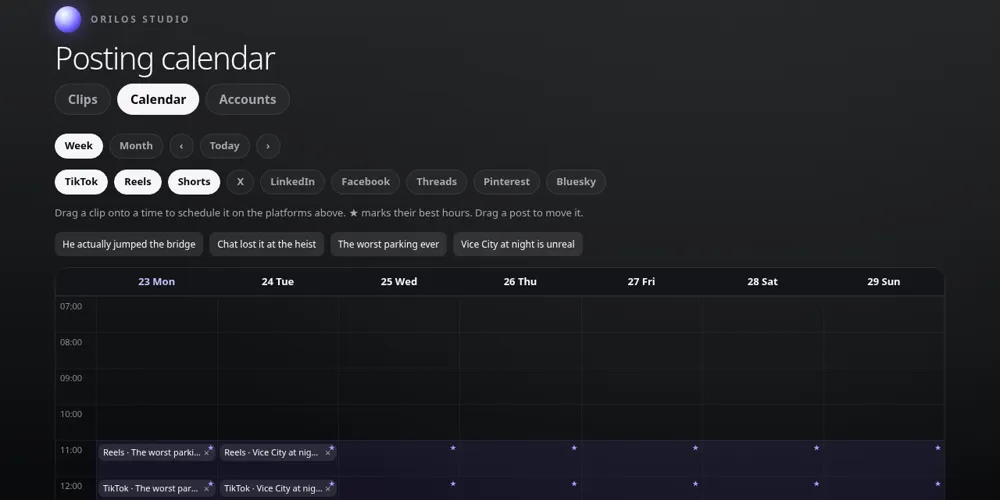 ORILOS STUDIO
Posting calendar
Clips Calendar Accounts
Week Month ‹ Today ›
TikTok Reels Shorts X LinkedIn Facebook Threads Pinterest Bluesky
Drag a clip onto a time to schedule it on the platforms above. ★ marks their best hours. Drag a post to move it.
He actually jumped the bridge Chat lost it at the heist The worst parking ever Vice City at night is unreal
23 Mon 24 Tue 25 Wed 26 Thu 27 Fri 28 Sat 29 Sun
07:00
08:00
09:00
10:00
11:00 Reels · The worst parki... × ★ Reels · Vice City at nig... × ★ ★ ★ ★ ★ ★
12:00 TikTok · The worst par... × ★ TikTok · Vice City at nig... × ★ ★ ★ ★ ★ ★